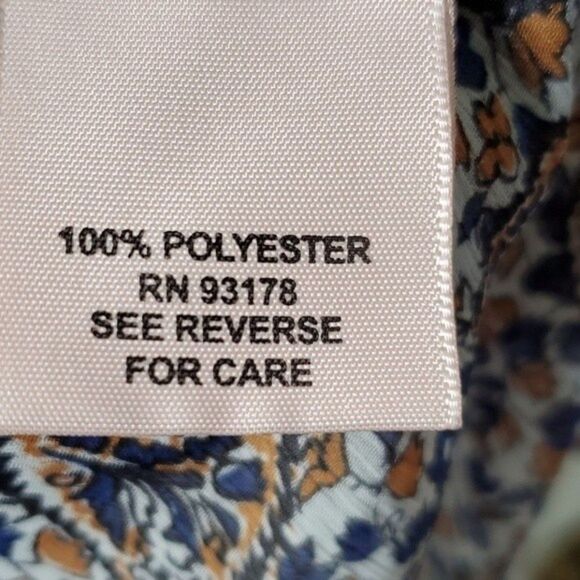 100% POLYESTER
RN 93178
SEE REVERSE
FOR CARE